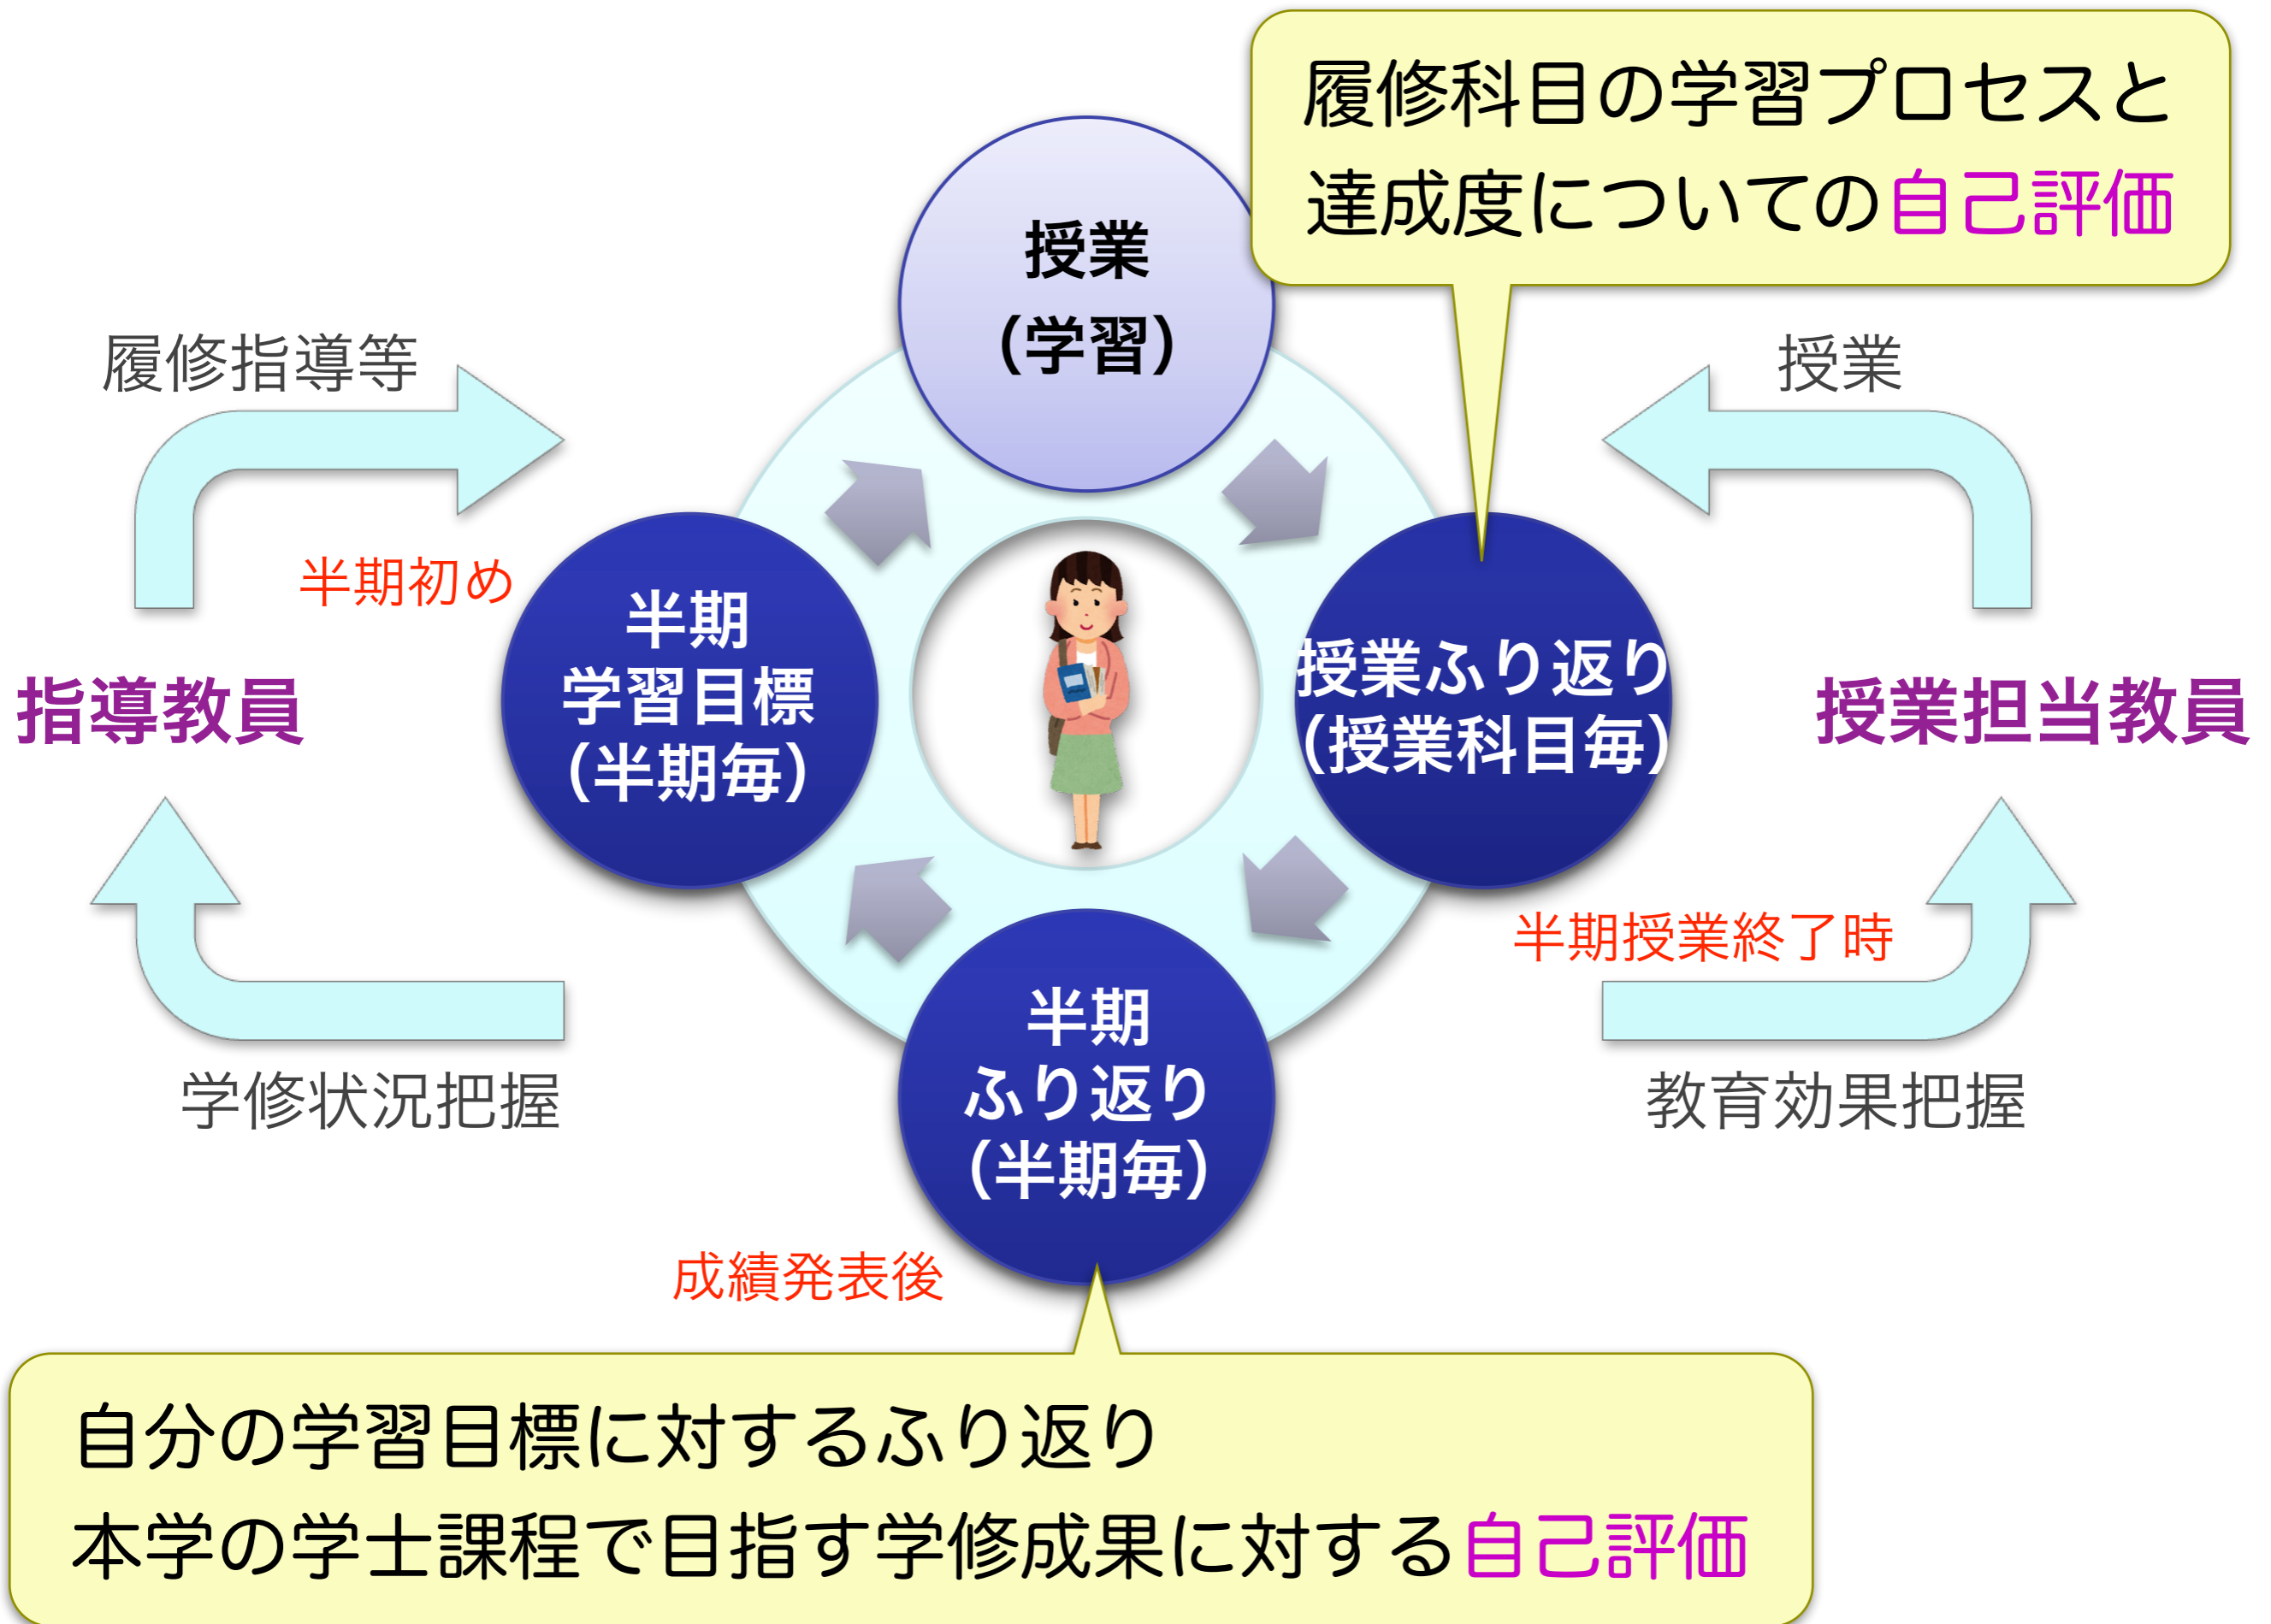 履修科目の学習プロセスと
達成度についての自己評価
授業
（学習）
履修指導等
授業
半期初め
半期
学習目標
（半期毎）
授業ふり返り
（授業科目毎）
指導教員
授業担当教員
半期授業終了時
半期
ふり返り
（半期毎）
学修状況把握
教育効果把握
成績発表後
自分の学習目標に対するふり返り
本学の学士課程で目指す学修成果に対する自己評価